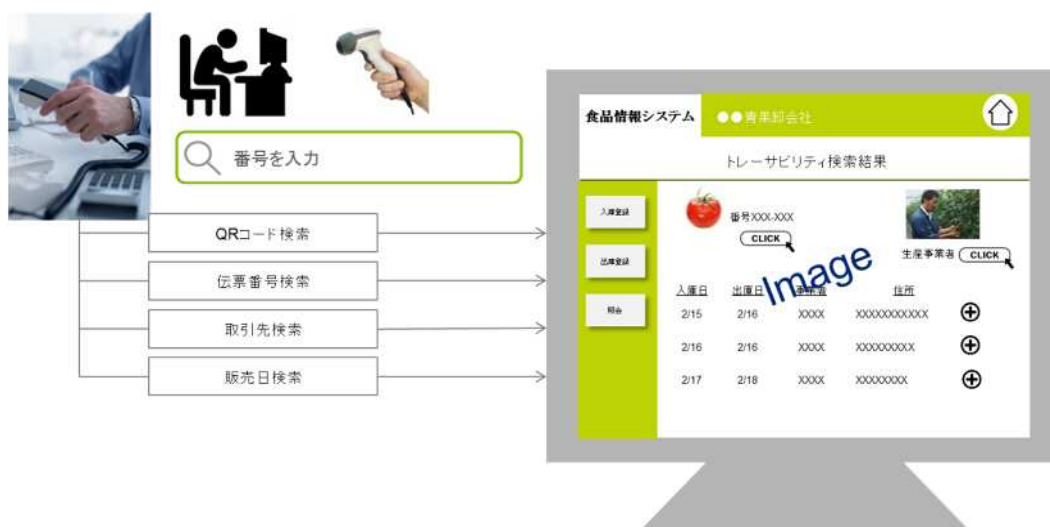 番号を入力
QRコード検索
伝票番号検索
取引先検索
販売日検索
食品情報システム
●●青果卸会社
トレーサビリティ検索結果
入庫登録
出庫登録
照会
番号XXX-XXX
CLICK
生産事業者 CLICK
Image
入庫日 出庫日 事業者 住所
2/15 2/16 XXXX XXXXXXXXXXX
2/16 2/16 XXXX XXXXXXXXX
2/17 2/18 XXXX XXXXXXXX